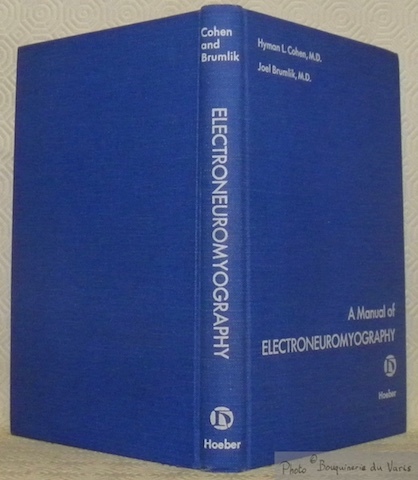 Cohen
and
Brumlik
ELECTRONEUROMYOGRAPHY
Hoeber
Hyman L. Cohen, M.D.
Joel Brumlik, M.D.
A Manual of
ELECTRONEUROMYOGRAPHY
Hoeber
Photo © Bouquinerie du Varis